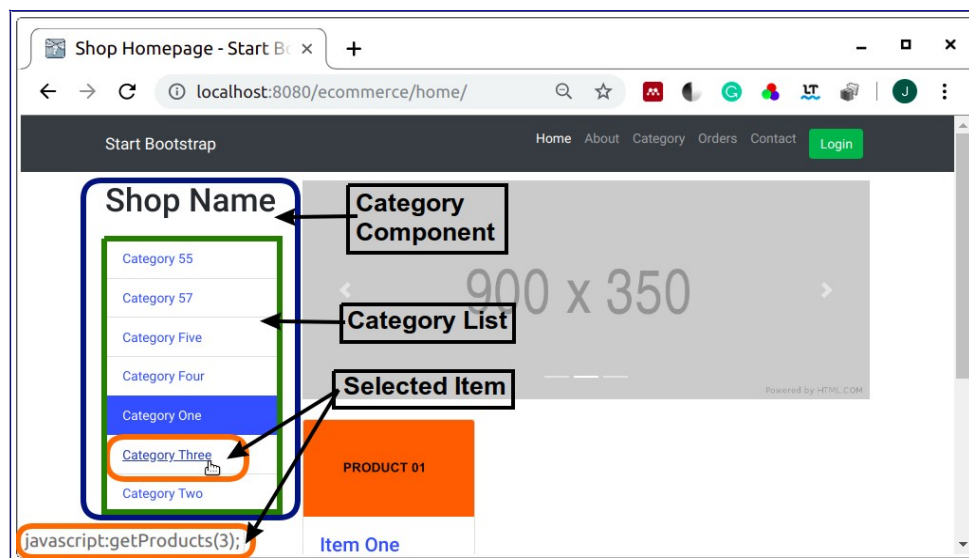 Shop Homepage - Start Bo
localhost:8080/ecommerce/home/
J
Start Bootstrap
Home About Category Orders Contact Login
Shop Name
Category 55
Category 57
Category Five
Category Four
Category One
Category Three
Category Two
Category
Component
Category List
Selected Item
900 x 350
Powered by HTML.COM
PRODUCT 01
Item One
javascript:getProducts(3);